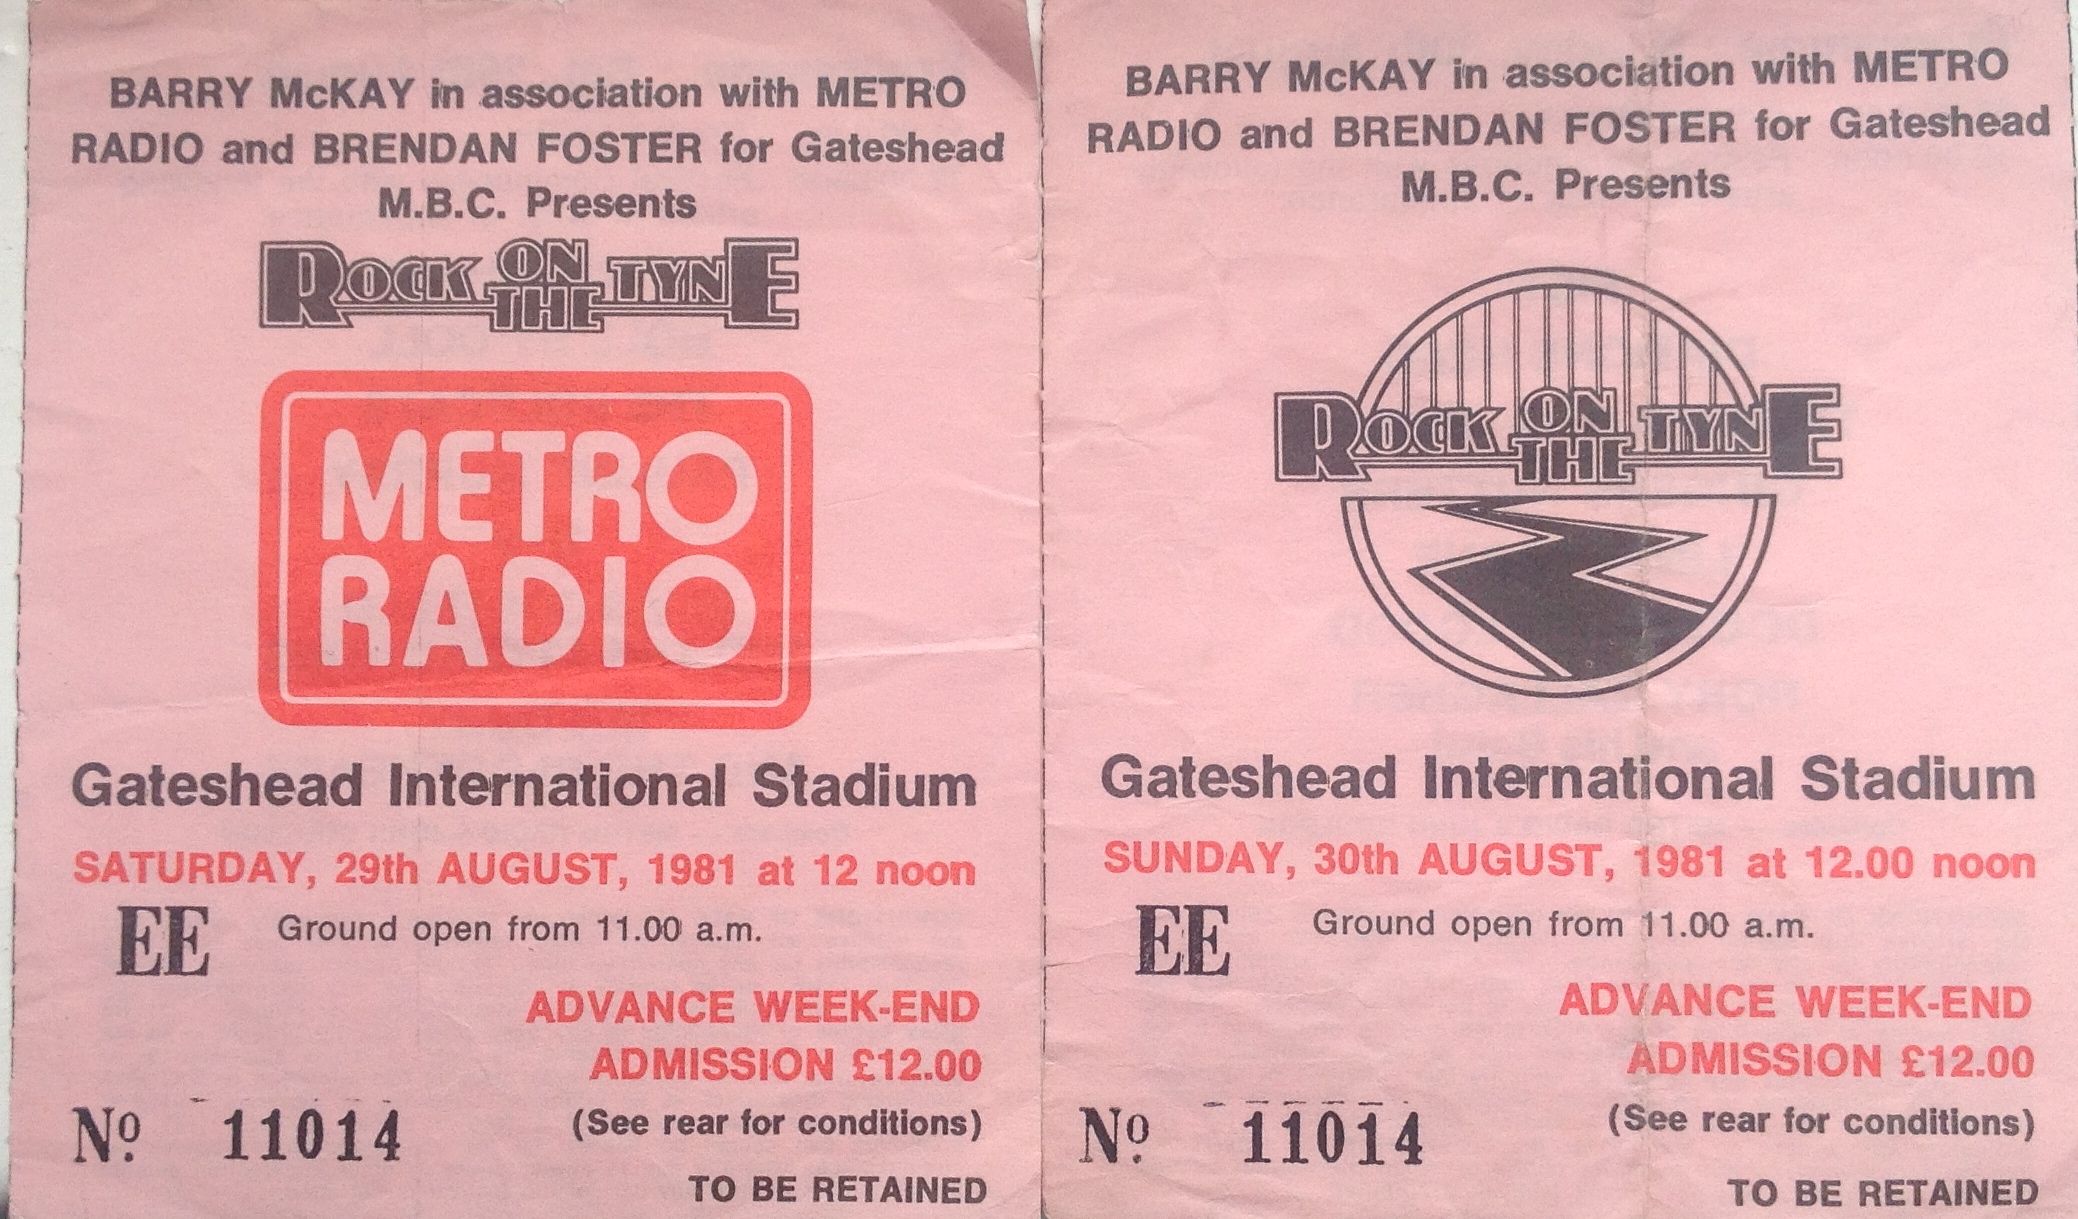 BARRY McKAY in association with METRO
RADIO and BRENDAN FOSTER for Gateshead
M.B.C. Presents
ROCK ON THE TYNE
METRO
RADIO
Gateshead International Stadium
SATURDAY, 29th AUGUST, 1981 at 12 noon
EE Ground open from 11.00 a.m.
ADVANCE WEEK-END
ADMISSION £12.00
Nº. 11014 (See rear for conditions)
TO BE RETAINED
BARRY McKAY in association with METRO
RADIO and BRENDAN FOSTER for Gateshead
M.B.C. Presents
ROCK ON THE TYNE
Gateshead International Stadium
SUNDAY, 30th AUGUST, 1981 at 12.00 noon
EE Ground open from 11.00 a.m.
ADVANCE WEEK-END
ADMISSION £12.00
Nº. 11014 (See rear for conditions)
TO BE RETAINED